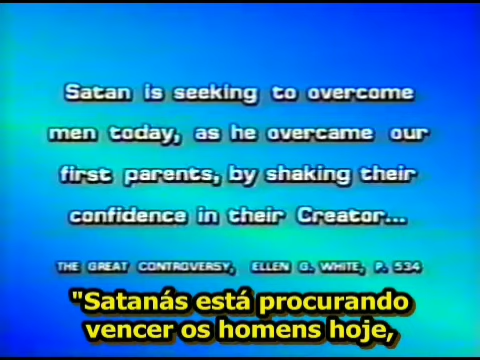 Satan is seeking to overcome
men today, as he overcame our
first parents, by shaking their
confidence in their Creator...
THE GREAT CONTROVERSY, ELLEN G. WHITE, P. 534
"Satanás está procurando
vencer os homens hoje,